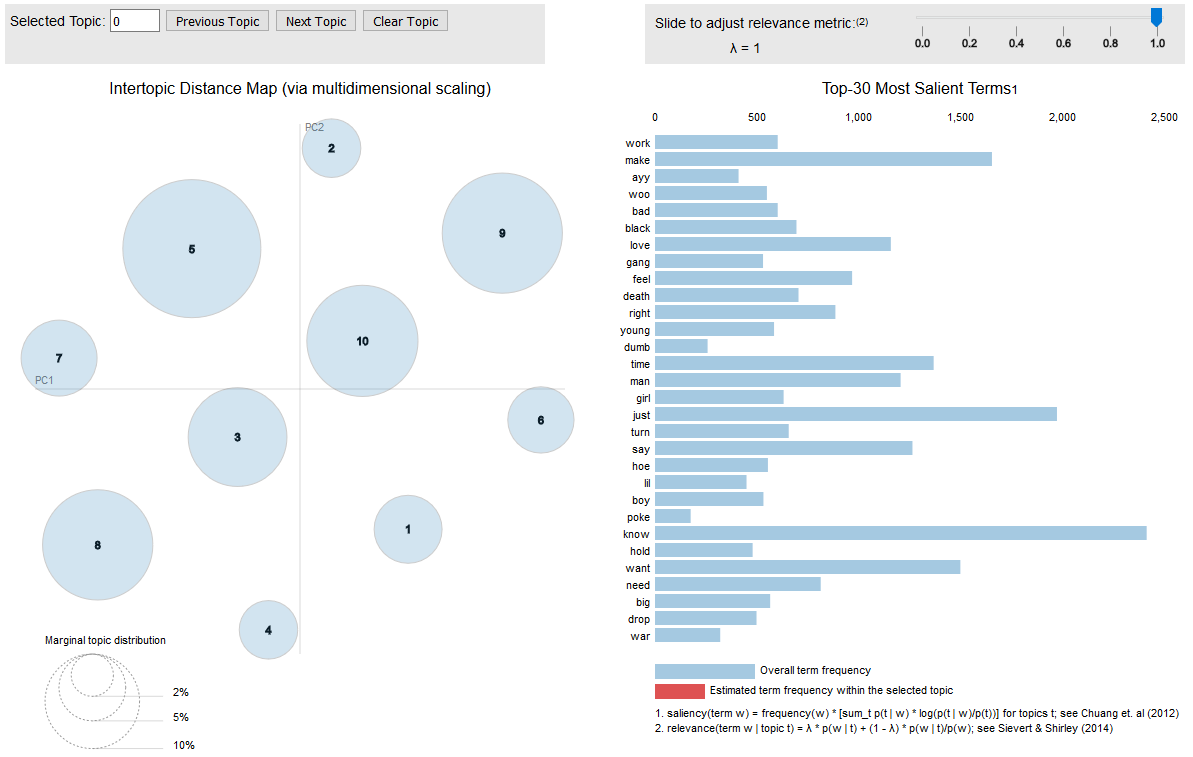 Selected Topic: 0 Previous Topic Next Topic Clear Topic
Slide to adjust relevance metric:(2)
λ = 1
0.0 0.2 0.4 0.6 0.8 1.0
Intertopic Distance Map (via multidimensional scaling)
PC2
2
5
9
10
7
PC1
6
3
1
8
4
Marginal topic distribution
2%
5%
10%
Top-30 Most Salient Terms1
0 500 1,000 1,500 2,000 2,500
work
make
ayy
woo
bad
black
love
gang
feel
death
right
young
dumb
time
man
girl
just
turn
say
hoe
lil
boy
poke
know
hold
want
need
big
drop
war
Overall term frequency
Estimated term frequency within the selected topic
1. saliency(term w) = frequency(w) * [sum_t p(t | w) * log(p(t | w)/p(t))] for topics t; see Chuang et. al (2012)
2. relevance(term w | topic t) = λ * p(w | t) + (1 - λ) * p(w | t)/p(w); see Sievert & Shirley (2014)